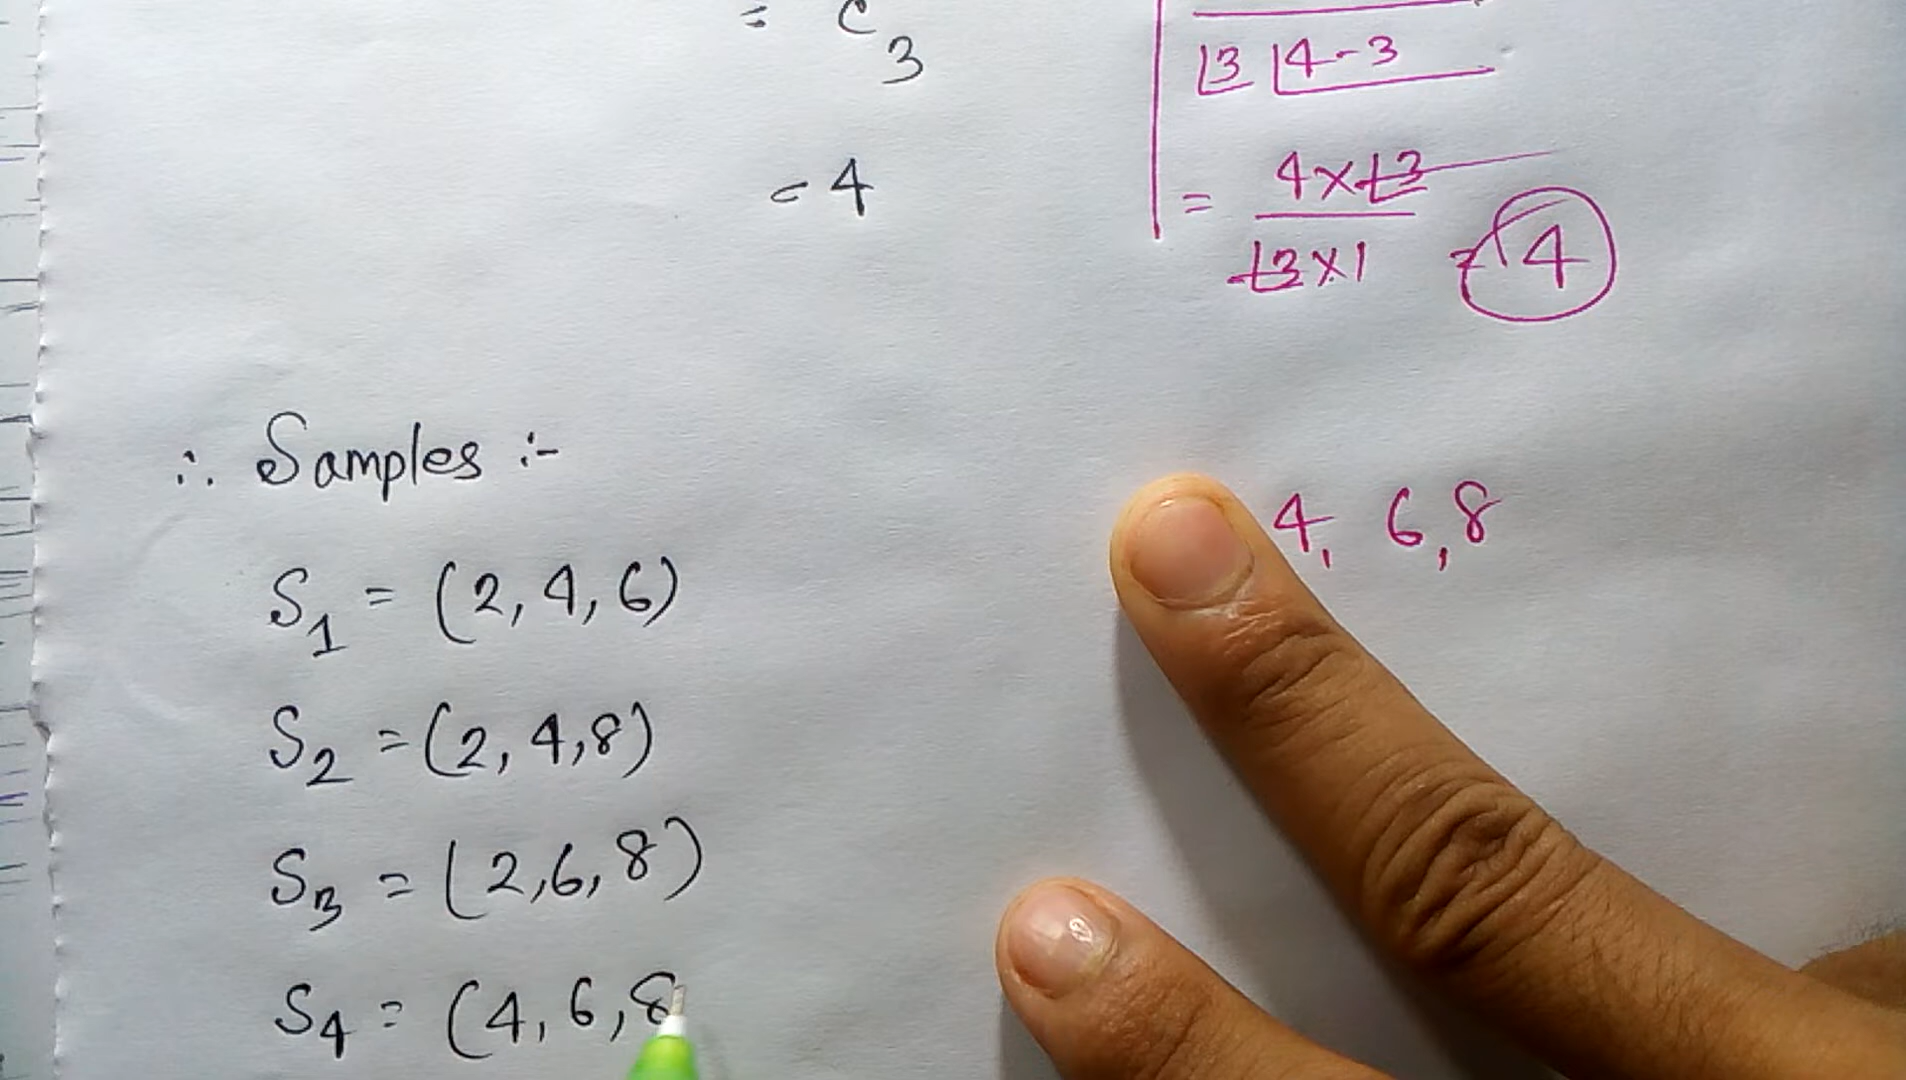 = C
3
= 4
∴ Samples :-
S1 = (2, 4, 6)
S2 = (2, 4, 8)
S3 = (2, 6, 8)
S4 = (4, 6, 8
⌊3 ⌊4-3
= 4×⌊3
⌊3×1 = 4
4, 6, 8